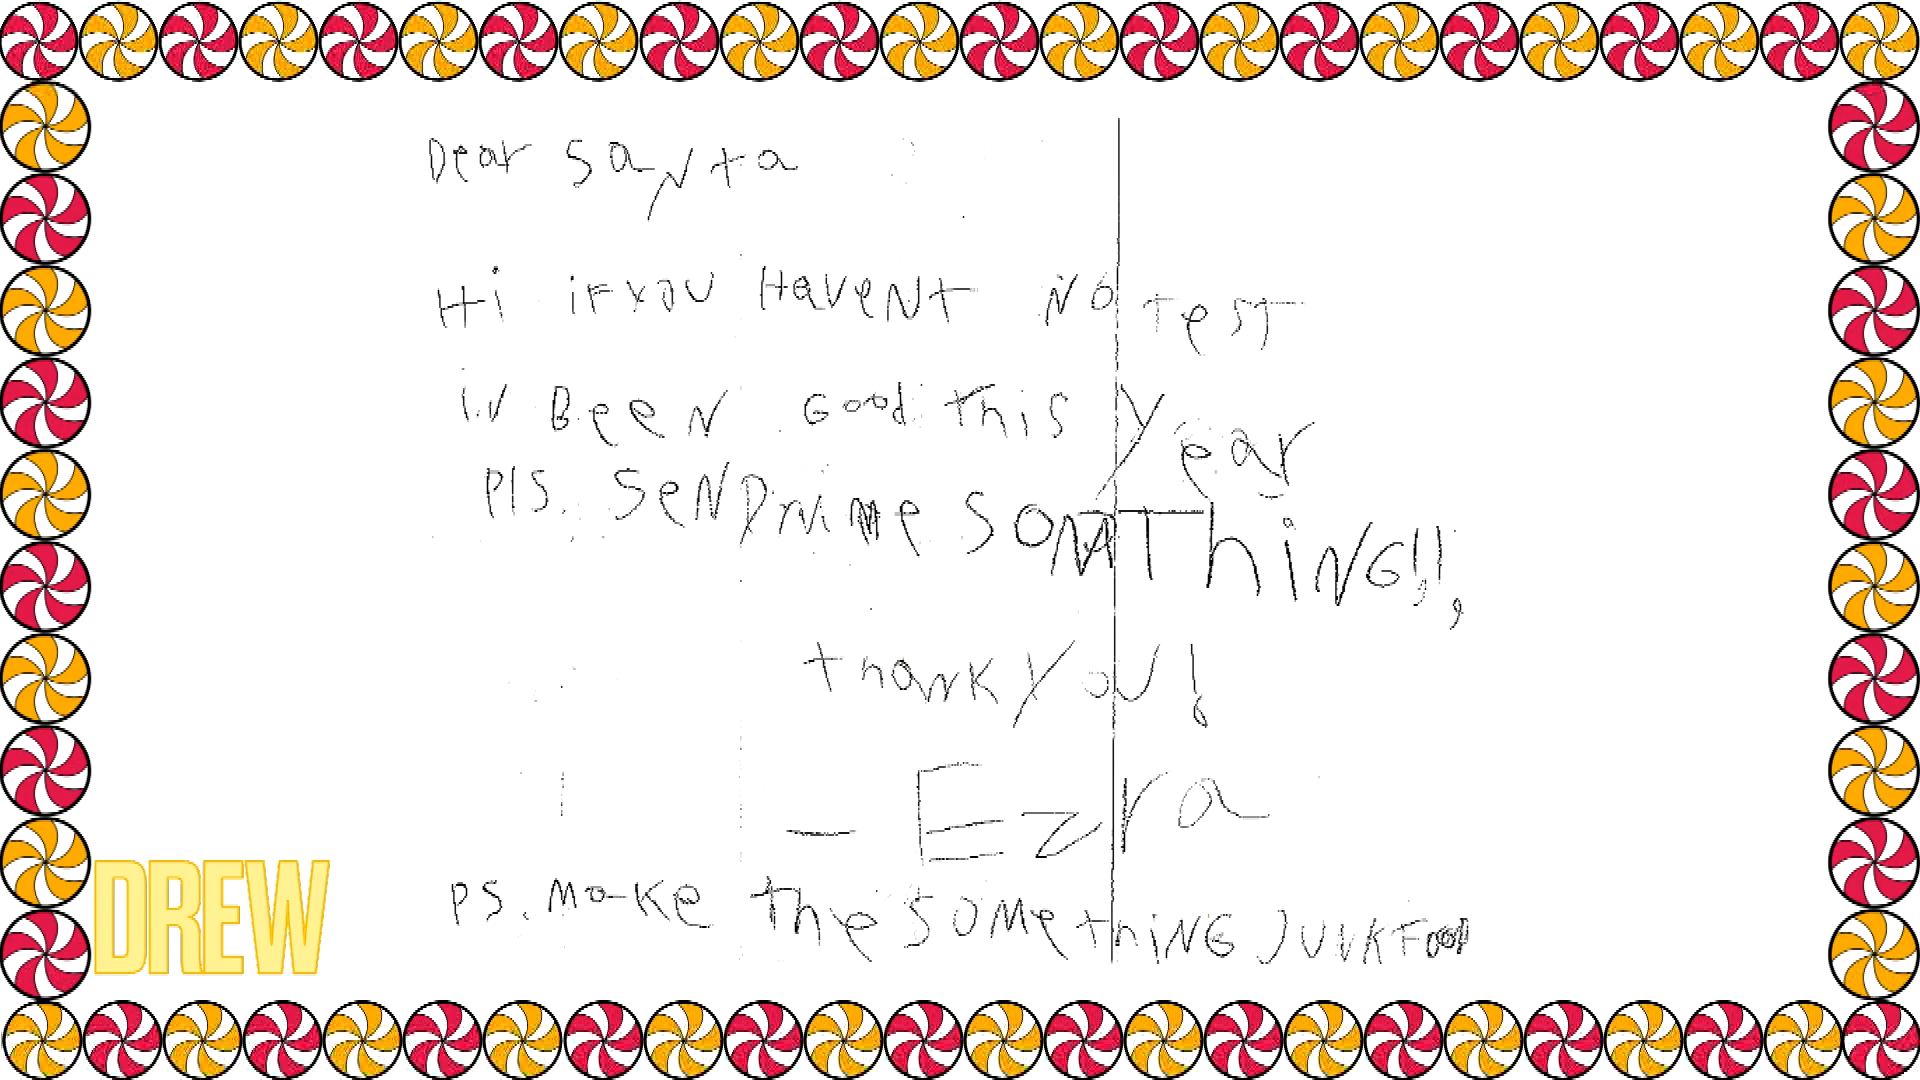 Dear Santa
Hi iF you HaveNt No Test
iv BeeN Good this year
Pls. SeND me SomThiNG!!,
thank you!
- Ezra
PS. Make the SOMethiNG JUNKFOOD
DREW